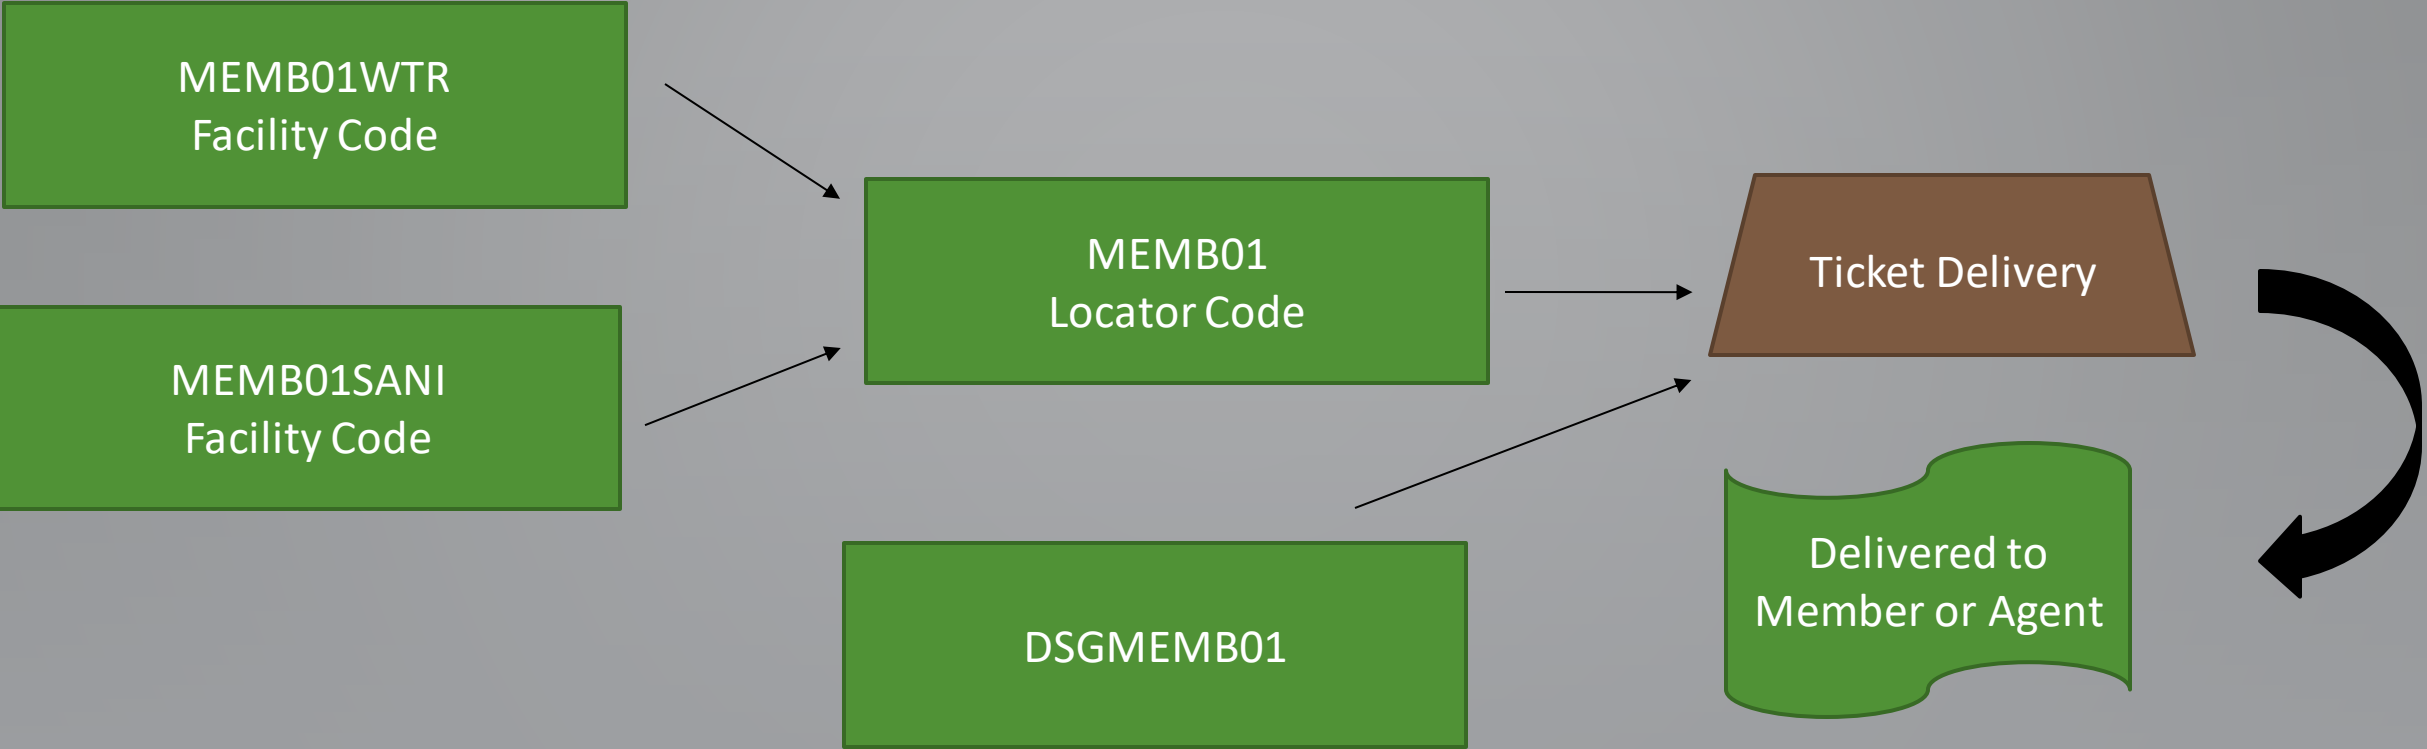 MEMB01WTR
Facility Code
MEMB01SANI
Facility Code
MEMB01
Locator Code
DSGMEMB01
Ticket Delivery
Delivered to
Member or Agent